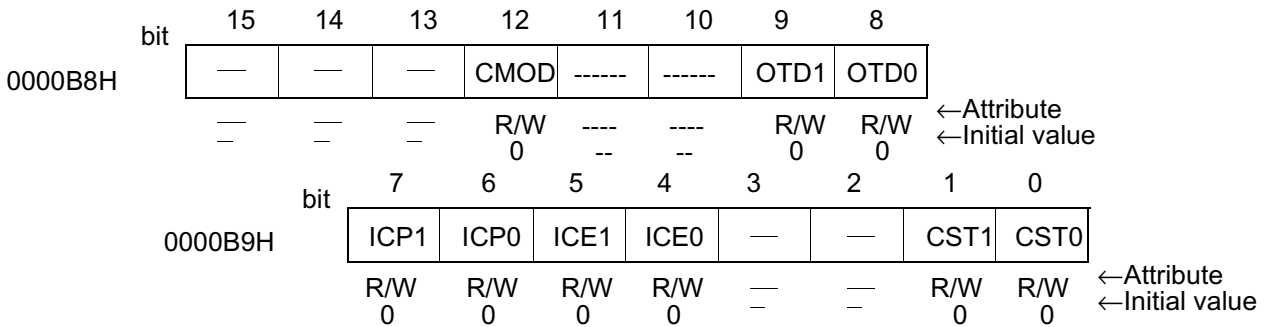 bit 15 14 13 12 11 10 9 8
0000B8H — — — CMOD ------ ------ OTD1 OTD0
— — — R/W ---- ---- R/W R/W ←Attribute
– – – 0 -- -- 0 0 ←Initial value
bit 7 6 5 4 3 2 1 0
0000B9H ICP1 ICP0 ICE1 ICE0 — — CST1 CST0
R/W R/W R/W R/W — — R/W R/W ←Attribute
0 0 0 0 – – 0 0 ←Initial value